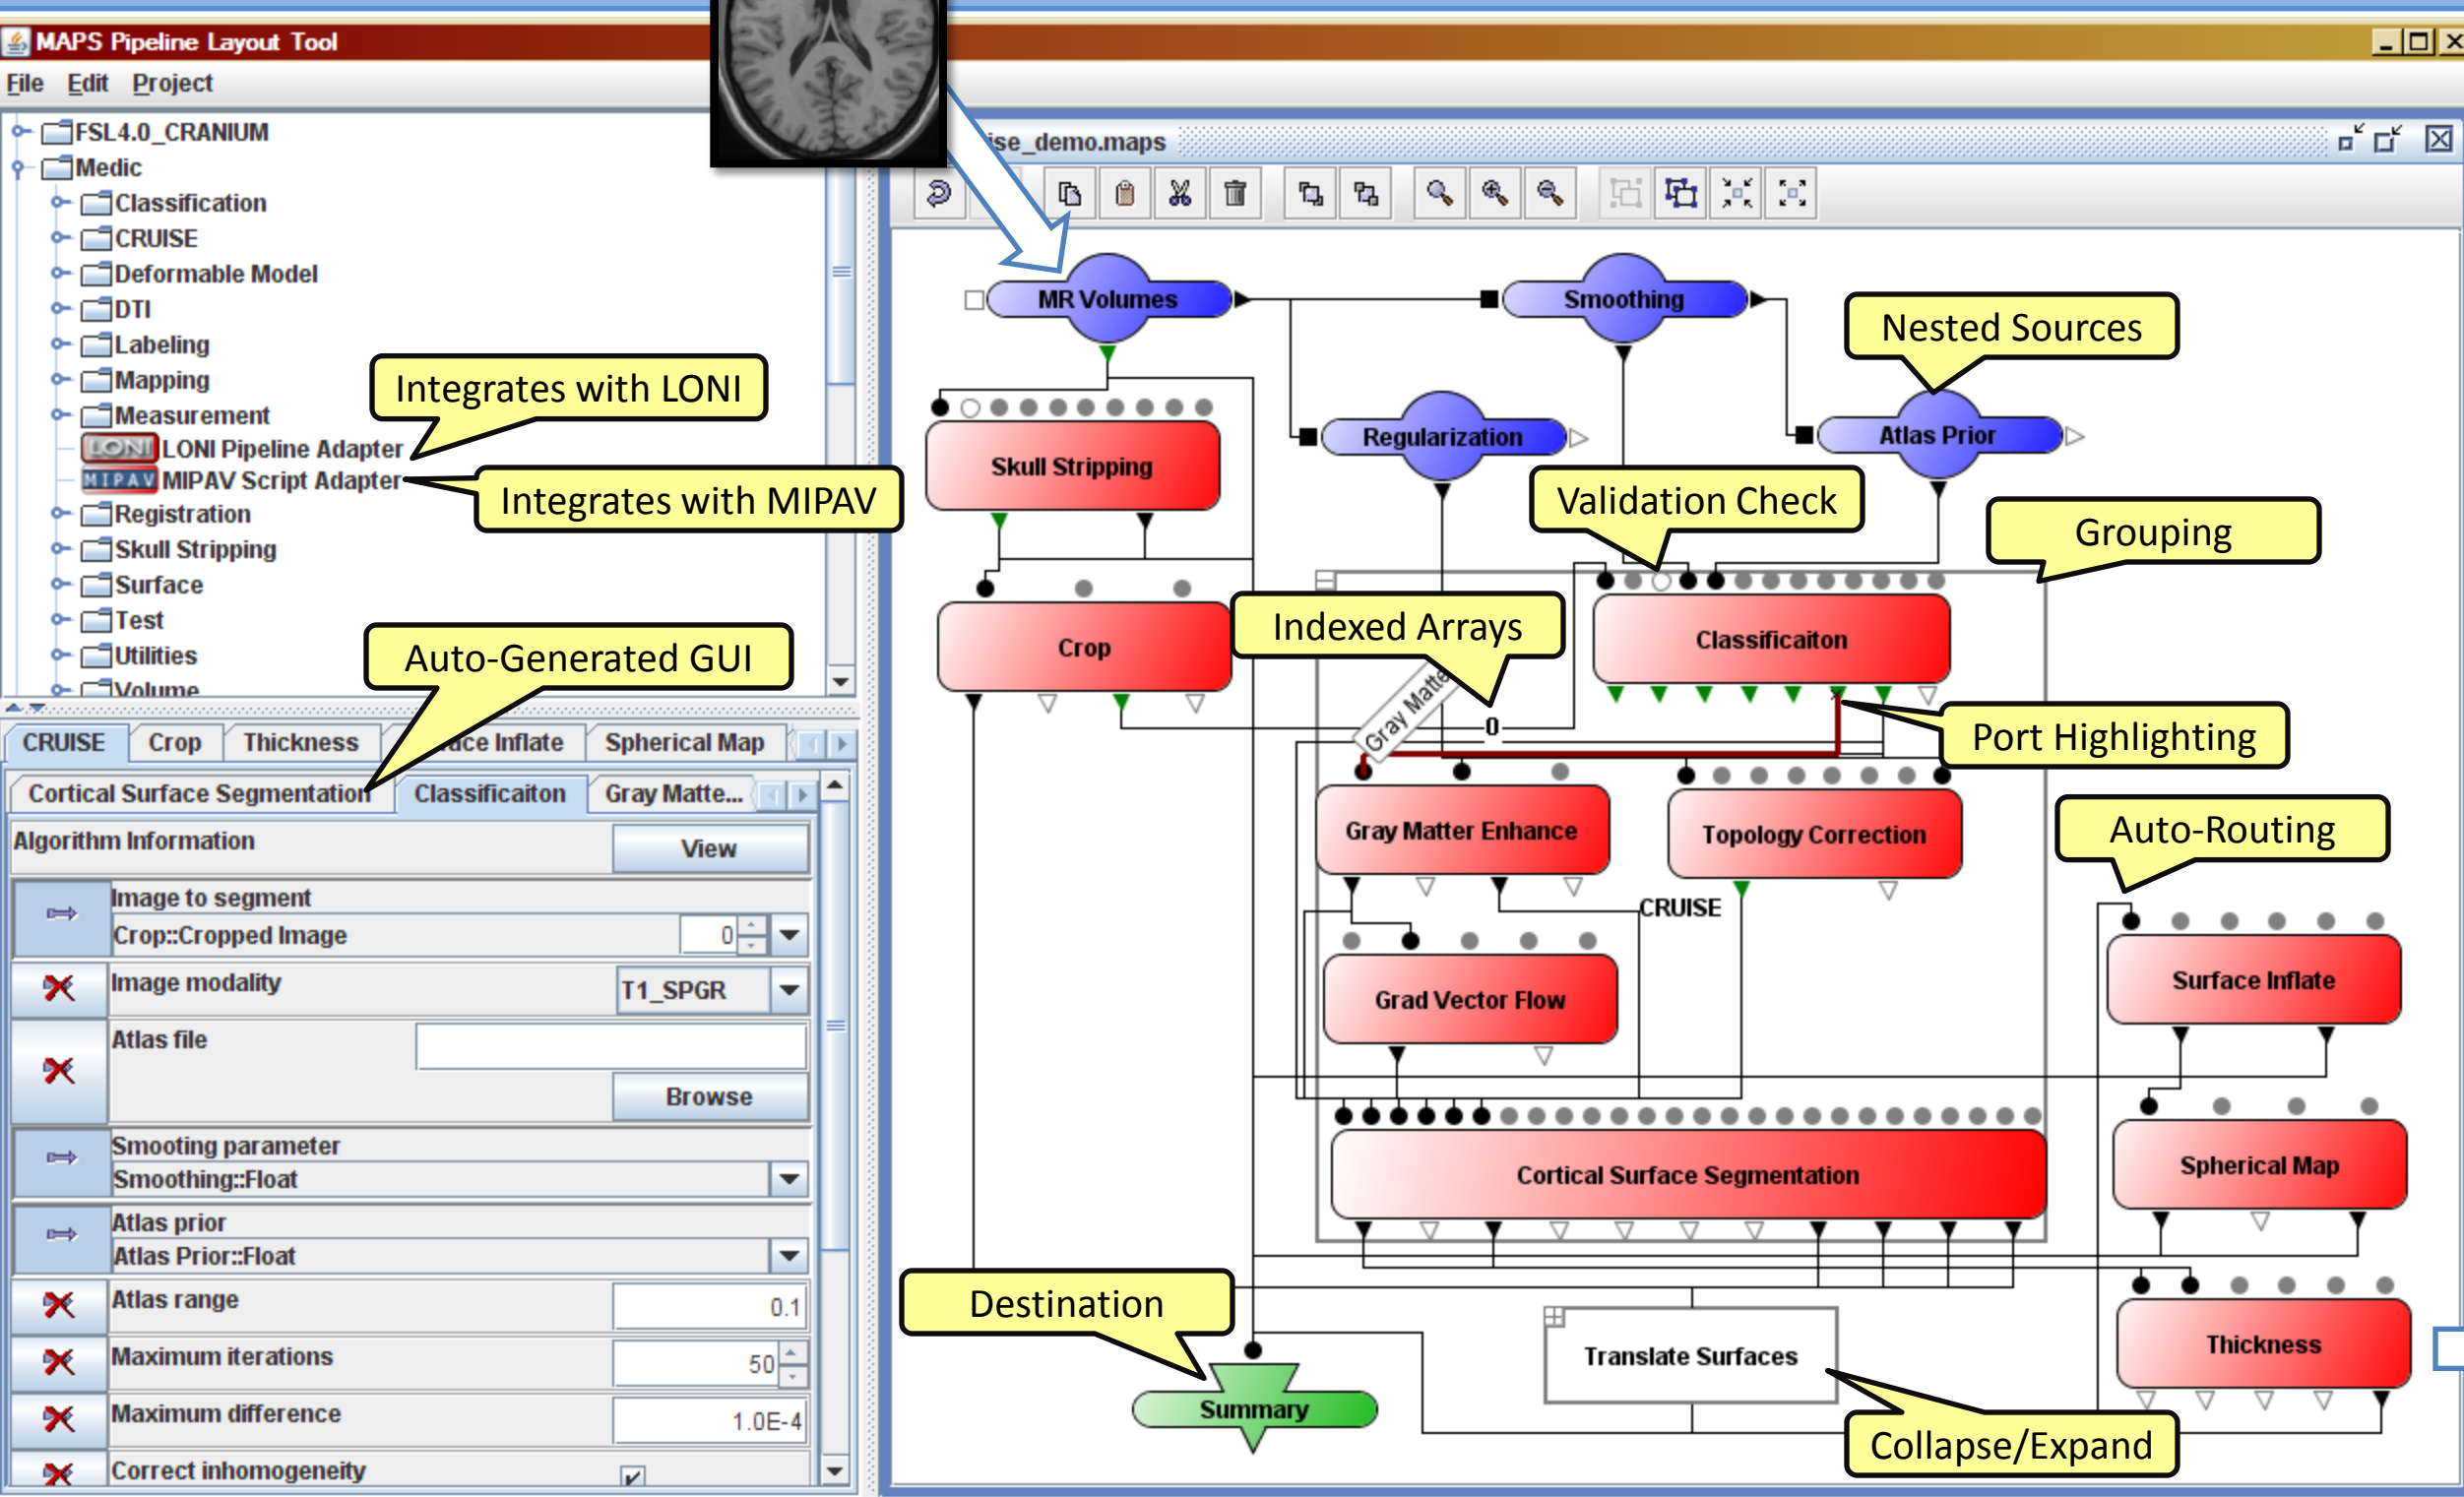 MAPS Pipeline Layout Tool
File Edit Project
FSL4.0_CRANIUM
Medic
Classification
CRUISE
Deformable Model
DTI
Labeling
Mapping
Measurement
LONI LONI Pipeline Adapter
MIPAV MIPAV Script Adapter
Registration
Skull Stripping
Surface
Test
Utilities
Volume
Integrates with LONI
Integrates with MIPAV
Auto-Generated GUI
CRUISE Crop Thickness ace Inflate Spherical Map
Cortical Surface Segmentation Classificaiton Gray Matte...
Algorithm Information View
Image to segment
Crop::Cropped Image 0
Image modality T1_SPGR
Atlas file
Browse
Smooting parameter
Smoothing::Float
Atlas prior
Atlas Prior::Float
Atlas range 0.1
Maximum iterations 50
Maximum difference 1.0E-4
Correct inhomogeneity
ise_demo.maps
MR Volumes
Smoothing
Nested Sources
Regularization
Atlas Prior
Skull Stripping
Validation Check
Grouping
Crop
Indexed Arrays
Classificaiton
Gray Matte
0
Port Highlighting
Gray Matter Enhance
Topology Correction
Auto-Routing
CRUISE
Grad Vector Flow
Surface Inflate
Cortical Surface Segmentation
Spherical Map
Destination
Translate Surfaces
Thickness
Summary
Collapse/Expand